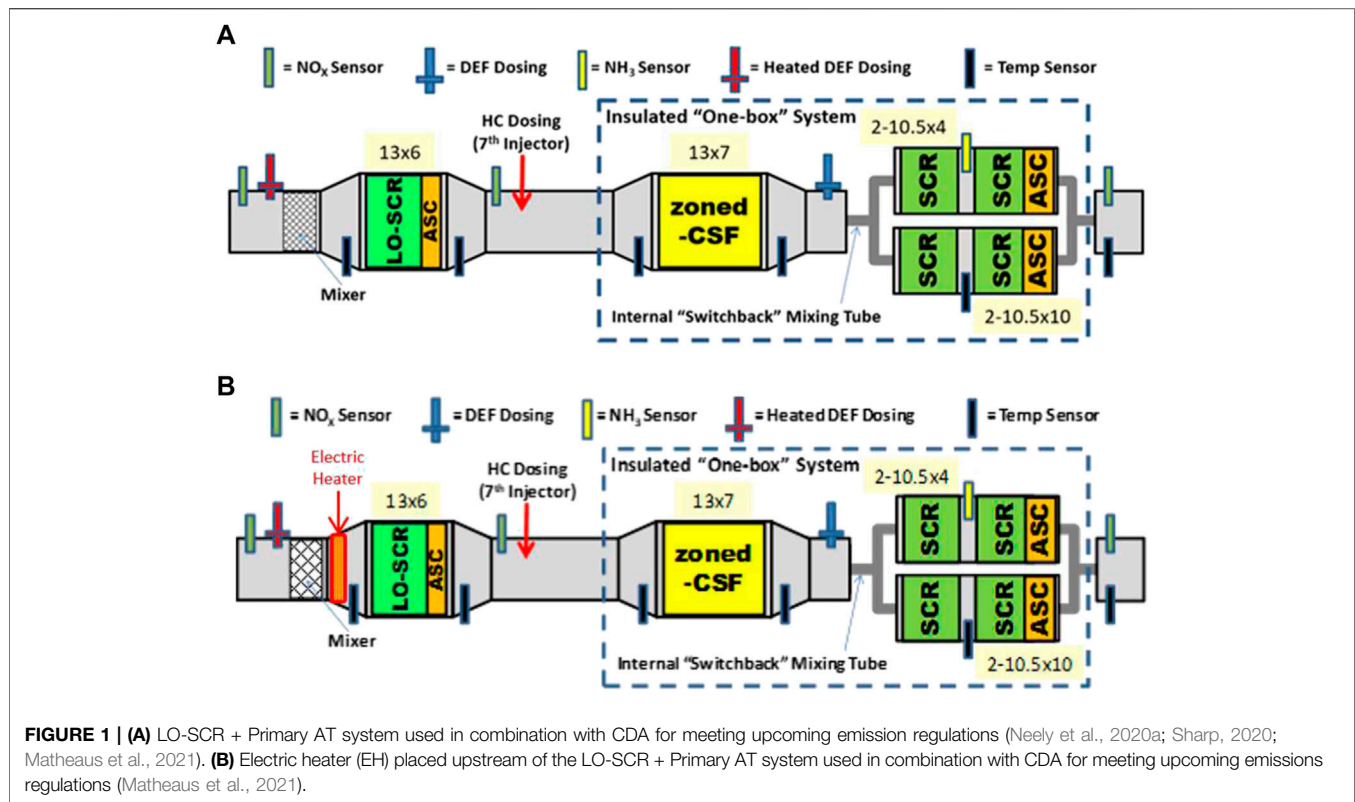 A
= NOx Sensor = DEF Dosing = NH3 Sensor = Heated DEF Dosing = Temp Sensor
Insulated "One-box" System
HC Dosing
(7th Injector)
2-10.5x4
13x6
13x7
LO-SCR
ASC
zoned
-CSF
SCR
SCR
ASC
SCR
SCR
ASC
Mixer
Internal "Switchback" Mixing Tube
2-10.5x10
B
= NOx Sensor = DEF Dosing = NH3 Sensor = Heated DEF Dosing = Temp Sensor
Electric
Heater
Insulated "One-box" System
HC Dosing
(7th Injector)
2-10.5x4
13x6
13x7
LO-SCR
ASC
zoned
-CSF
SCR
SCR
ASC
SCR
SCR
ASC
Mixer
Internal "Switchback" Mixing Tube
2-10.5x10
FIGURE 1 | (A) LO-SCR + Primary AT system used in combination with CDA for meeting upcoming emission regulations (Neely et al., 2020a; Sharp, 2020;
Matheaus et al., 2021). (B) Electric heater (EH) placed upstream of the LO-SCR + Primary AT system used in combination with CDA for meeting upcoming emissions
regulations (Matheaus et al., 2021).